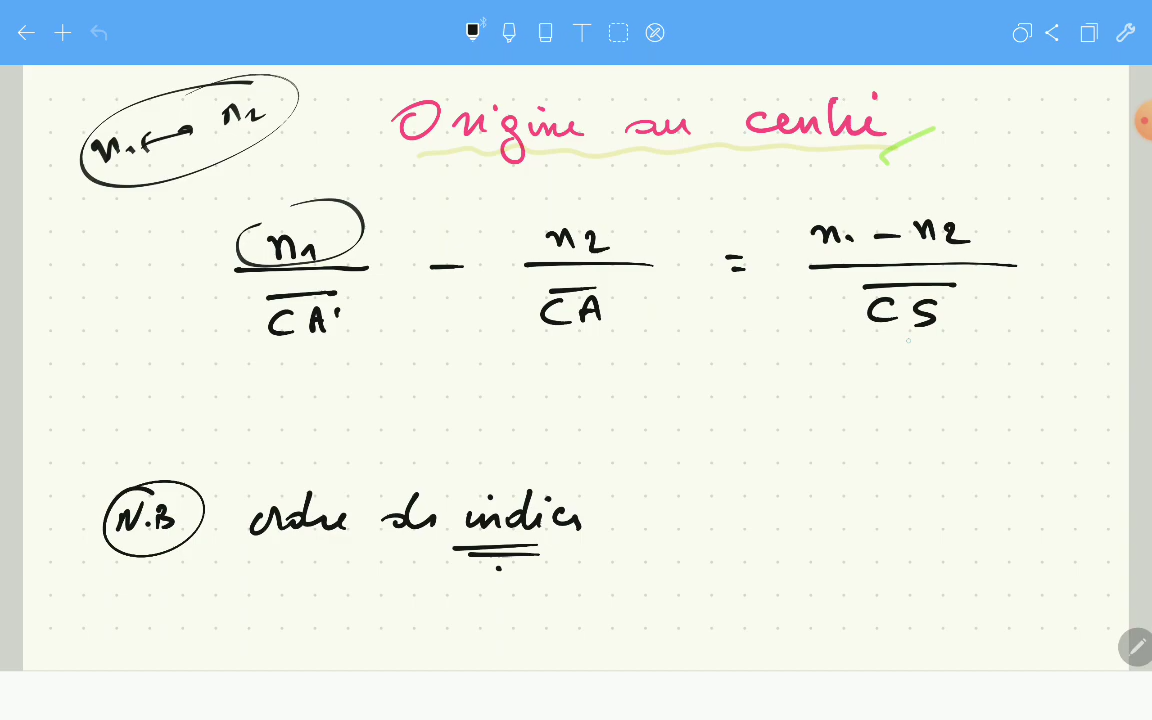 n1 ← n2
Origine au centre
n1 / CA' - n2 / CA = n1 - n2 / CS
N.B ordre des indices